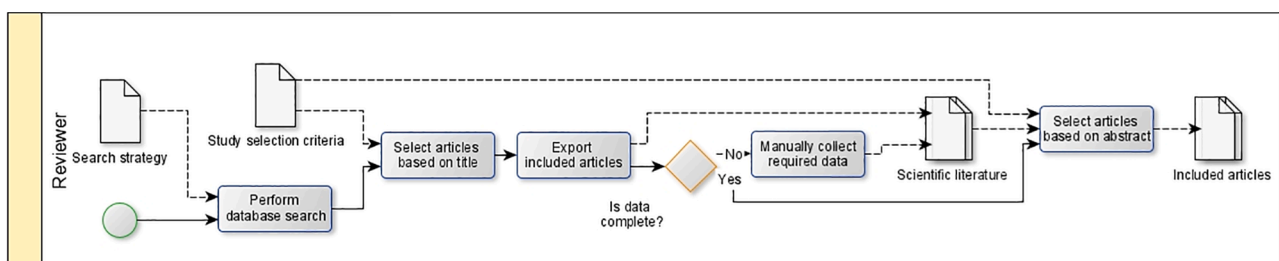 Reviewer
Search strategy
Study selection criteria
Perform
database search
Select articles
based on title
Export
included articles
Is data
complete?
No
Yes
Manually collect
required data
Scientific literature
Select articles
based on abstract
Included articles